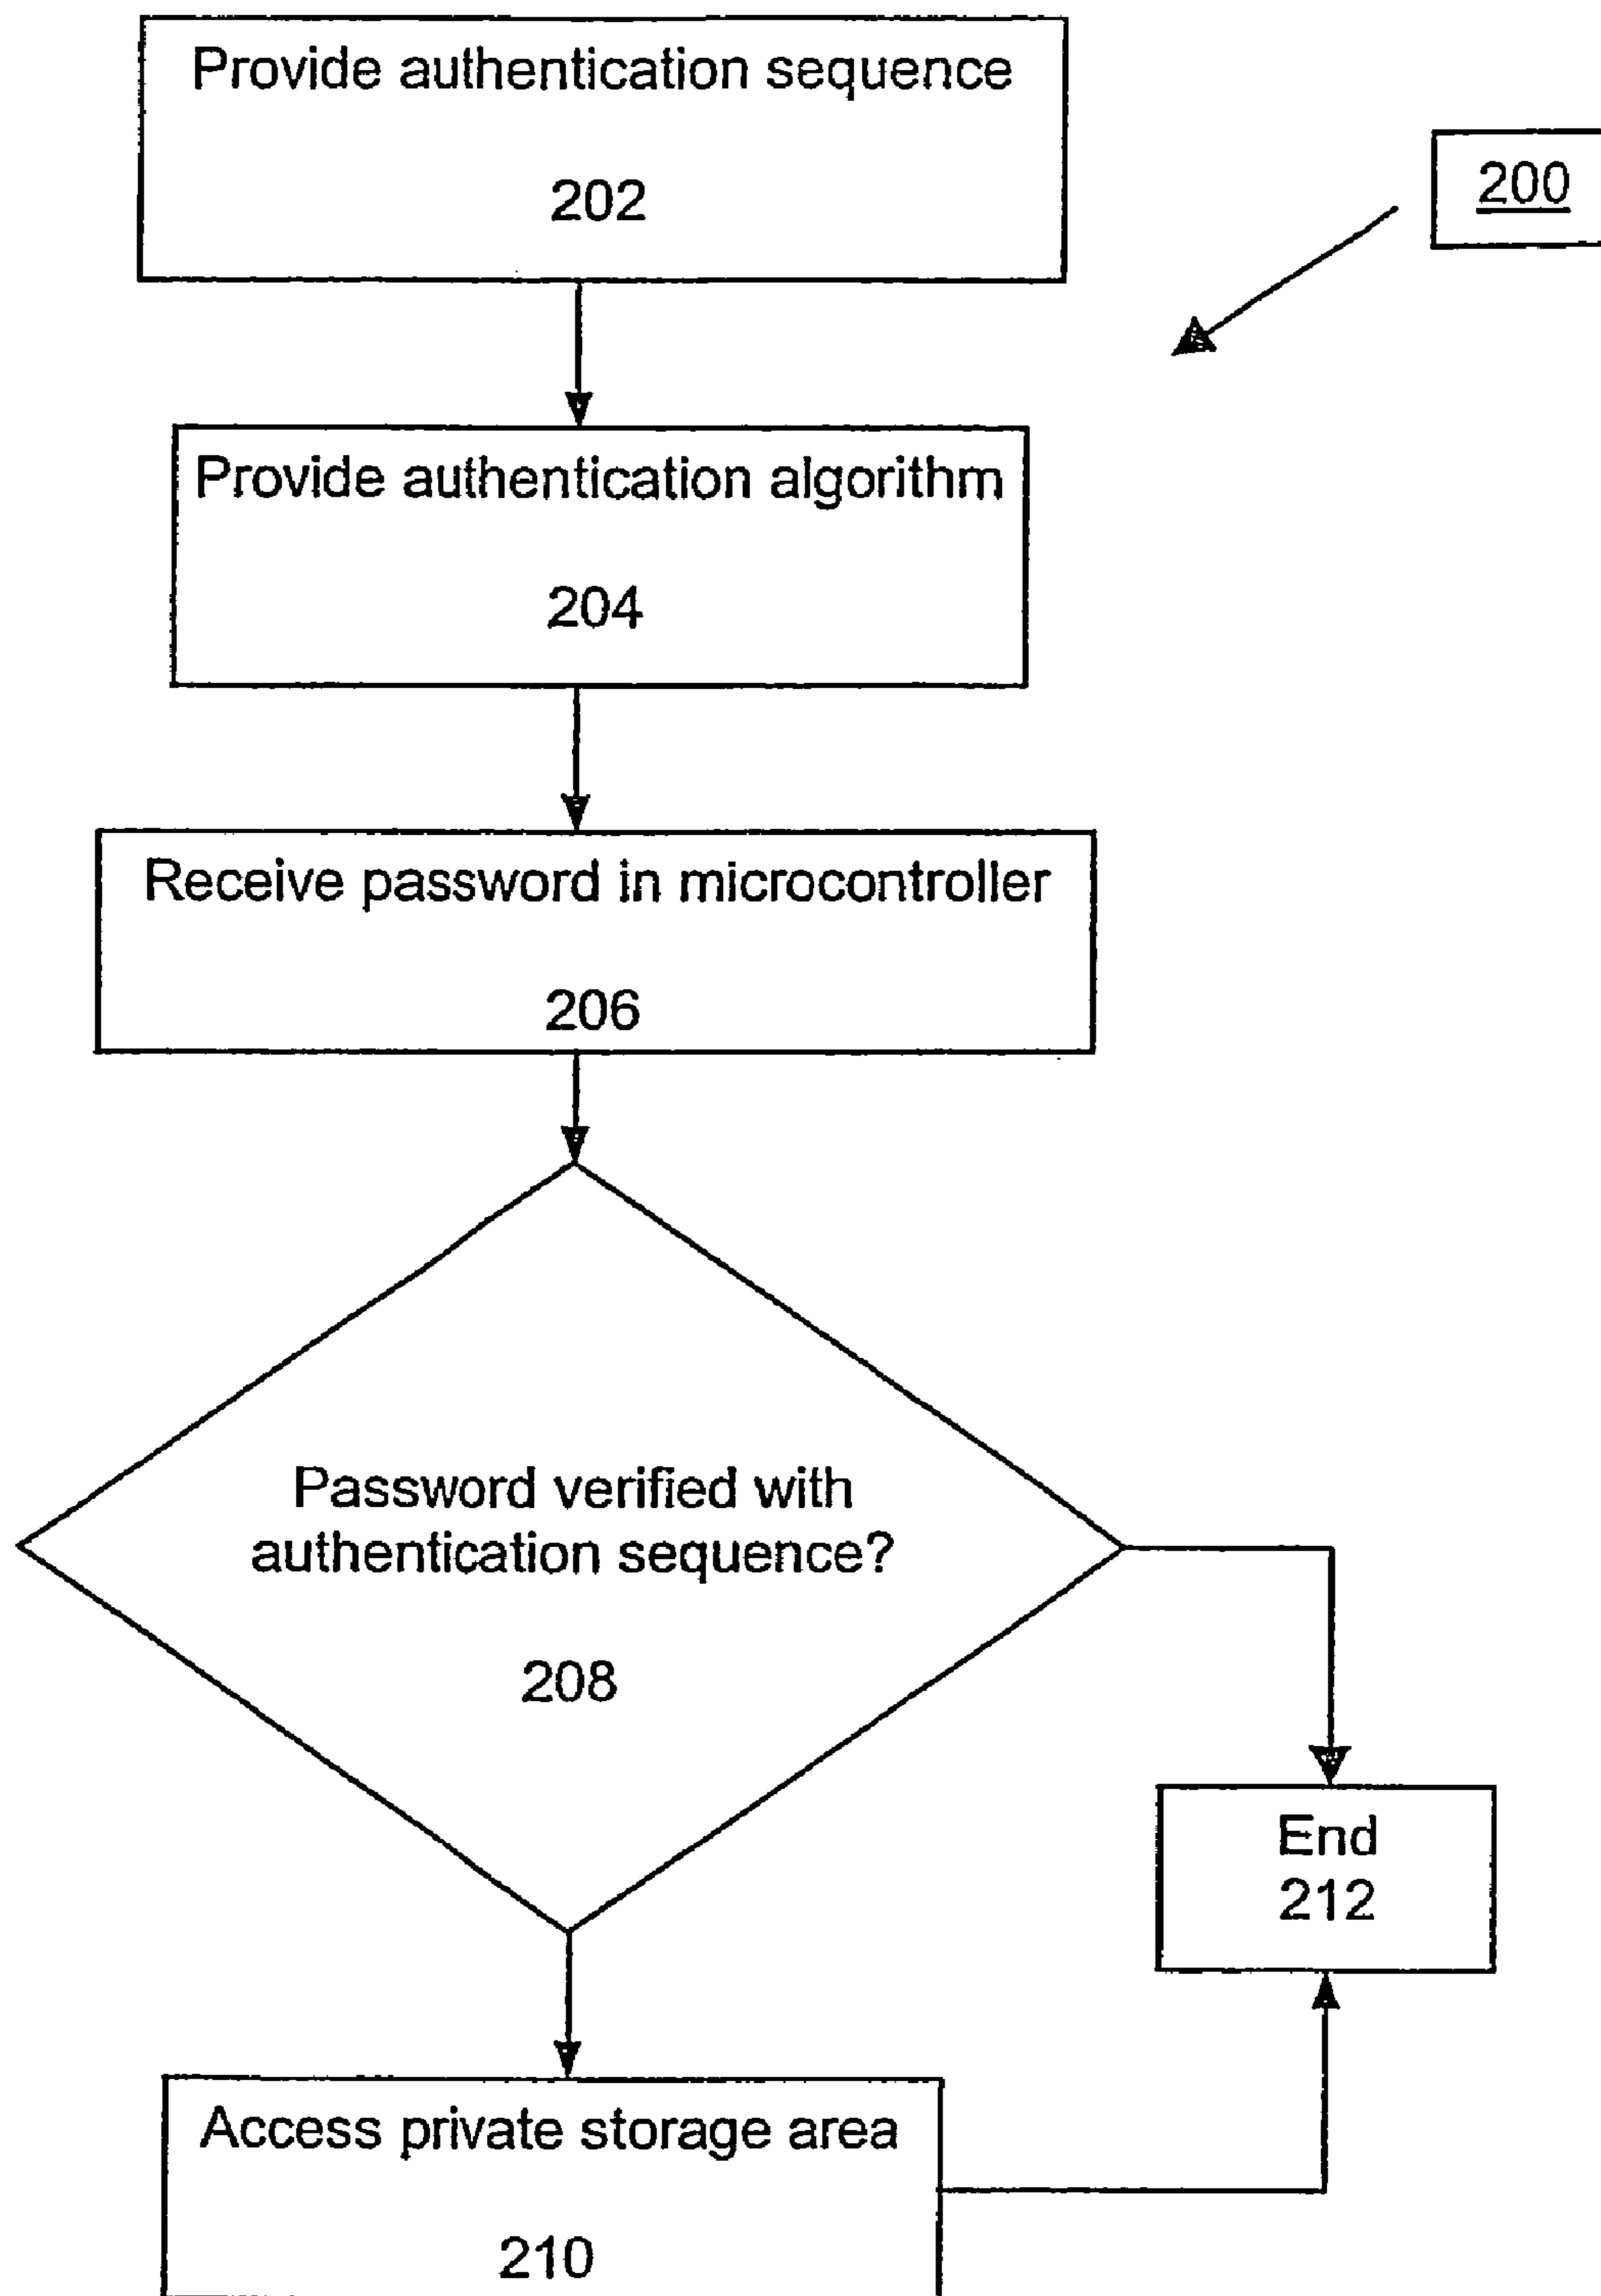 Provide authentication sequence
202
200
Provide authentication algorithm
204
Receive password in microcontroller
206
Password verified with
authentication sequence?
208
End
212
Access private storage area
210